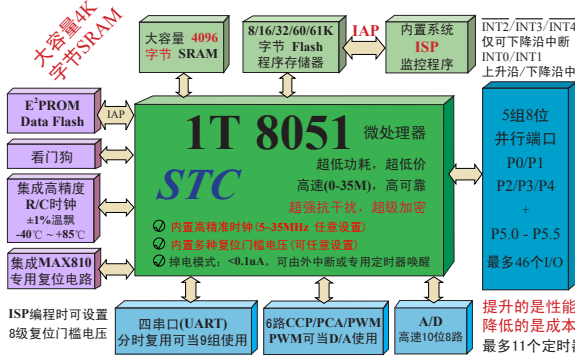 大容量4K
字节SRAM
大容量 4096
字节 SRAM
8/16/32/60/61K
字节 Flash
程序存储器
IAP
内置系统
ISP
监控程序
INT2/INT3/INT4
仅可下降沿中断
INT0/INT1
上升沿/下降沿中
E²PROM
Data Flash
IAP
看门狗
集成高精度
R/C时钟
±1%温飘
-40℃ ~ +85℃
集成MAX810
专用复位电路
1T 8051 微处理器
STC
超低功耗，超低价
高速(0-35M)，高可靠
超强抗干扰，超级加密
内置高精准时钟(5~35MHz 任意设置)
内置多种复位门槛电压(可任意设置)
掉电模式：<0.1uA，可由外中断或专用定时器唤醒
5组8位
并行端口
P0/P1
P2/P3/P4
+
P5.0 - P5.5
最多46个I/O
ISP编程时可设置
8级复位门槛电压
四串口(UART)
分时复用可当9组使用
6路CCP/PCA/PWM
PWM可当D/A使用
A/D
高速10位8路
提升的是性能
降低的是成本
最多11个定时